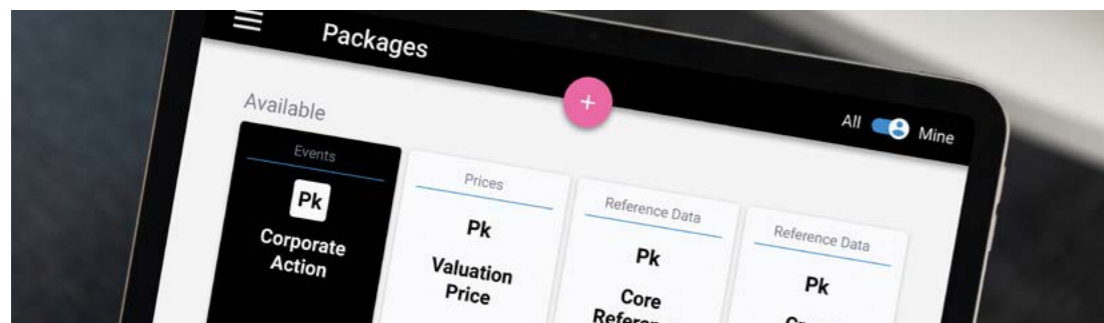 Packages
All Mine
Available
Events
Pk
Corporate
Action
Prices
Pk
Valuation
Price
Reference Data
Pk
Core
Reference Data
Pk